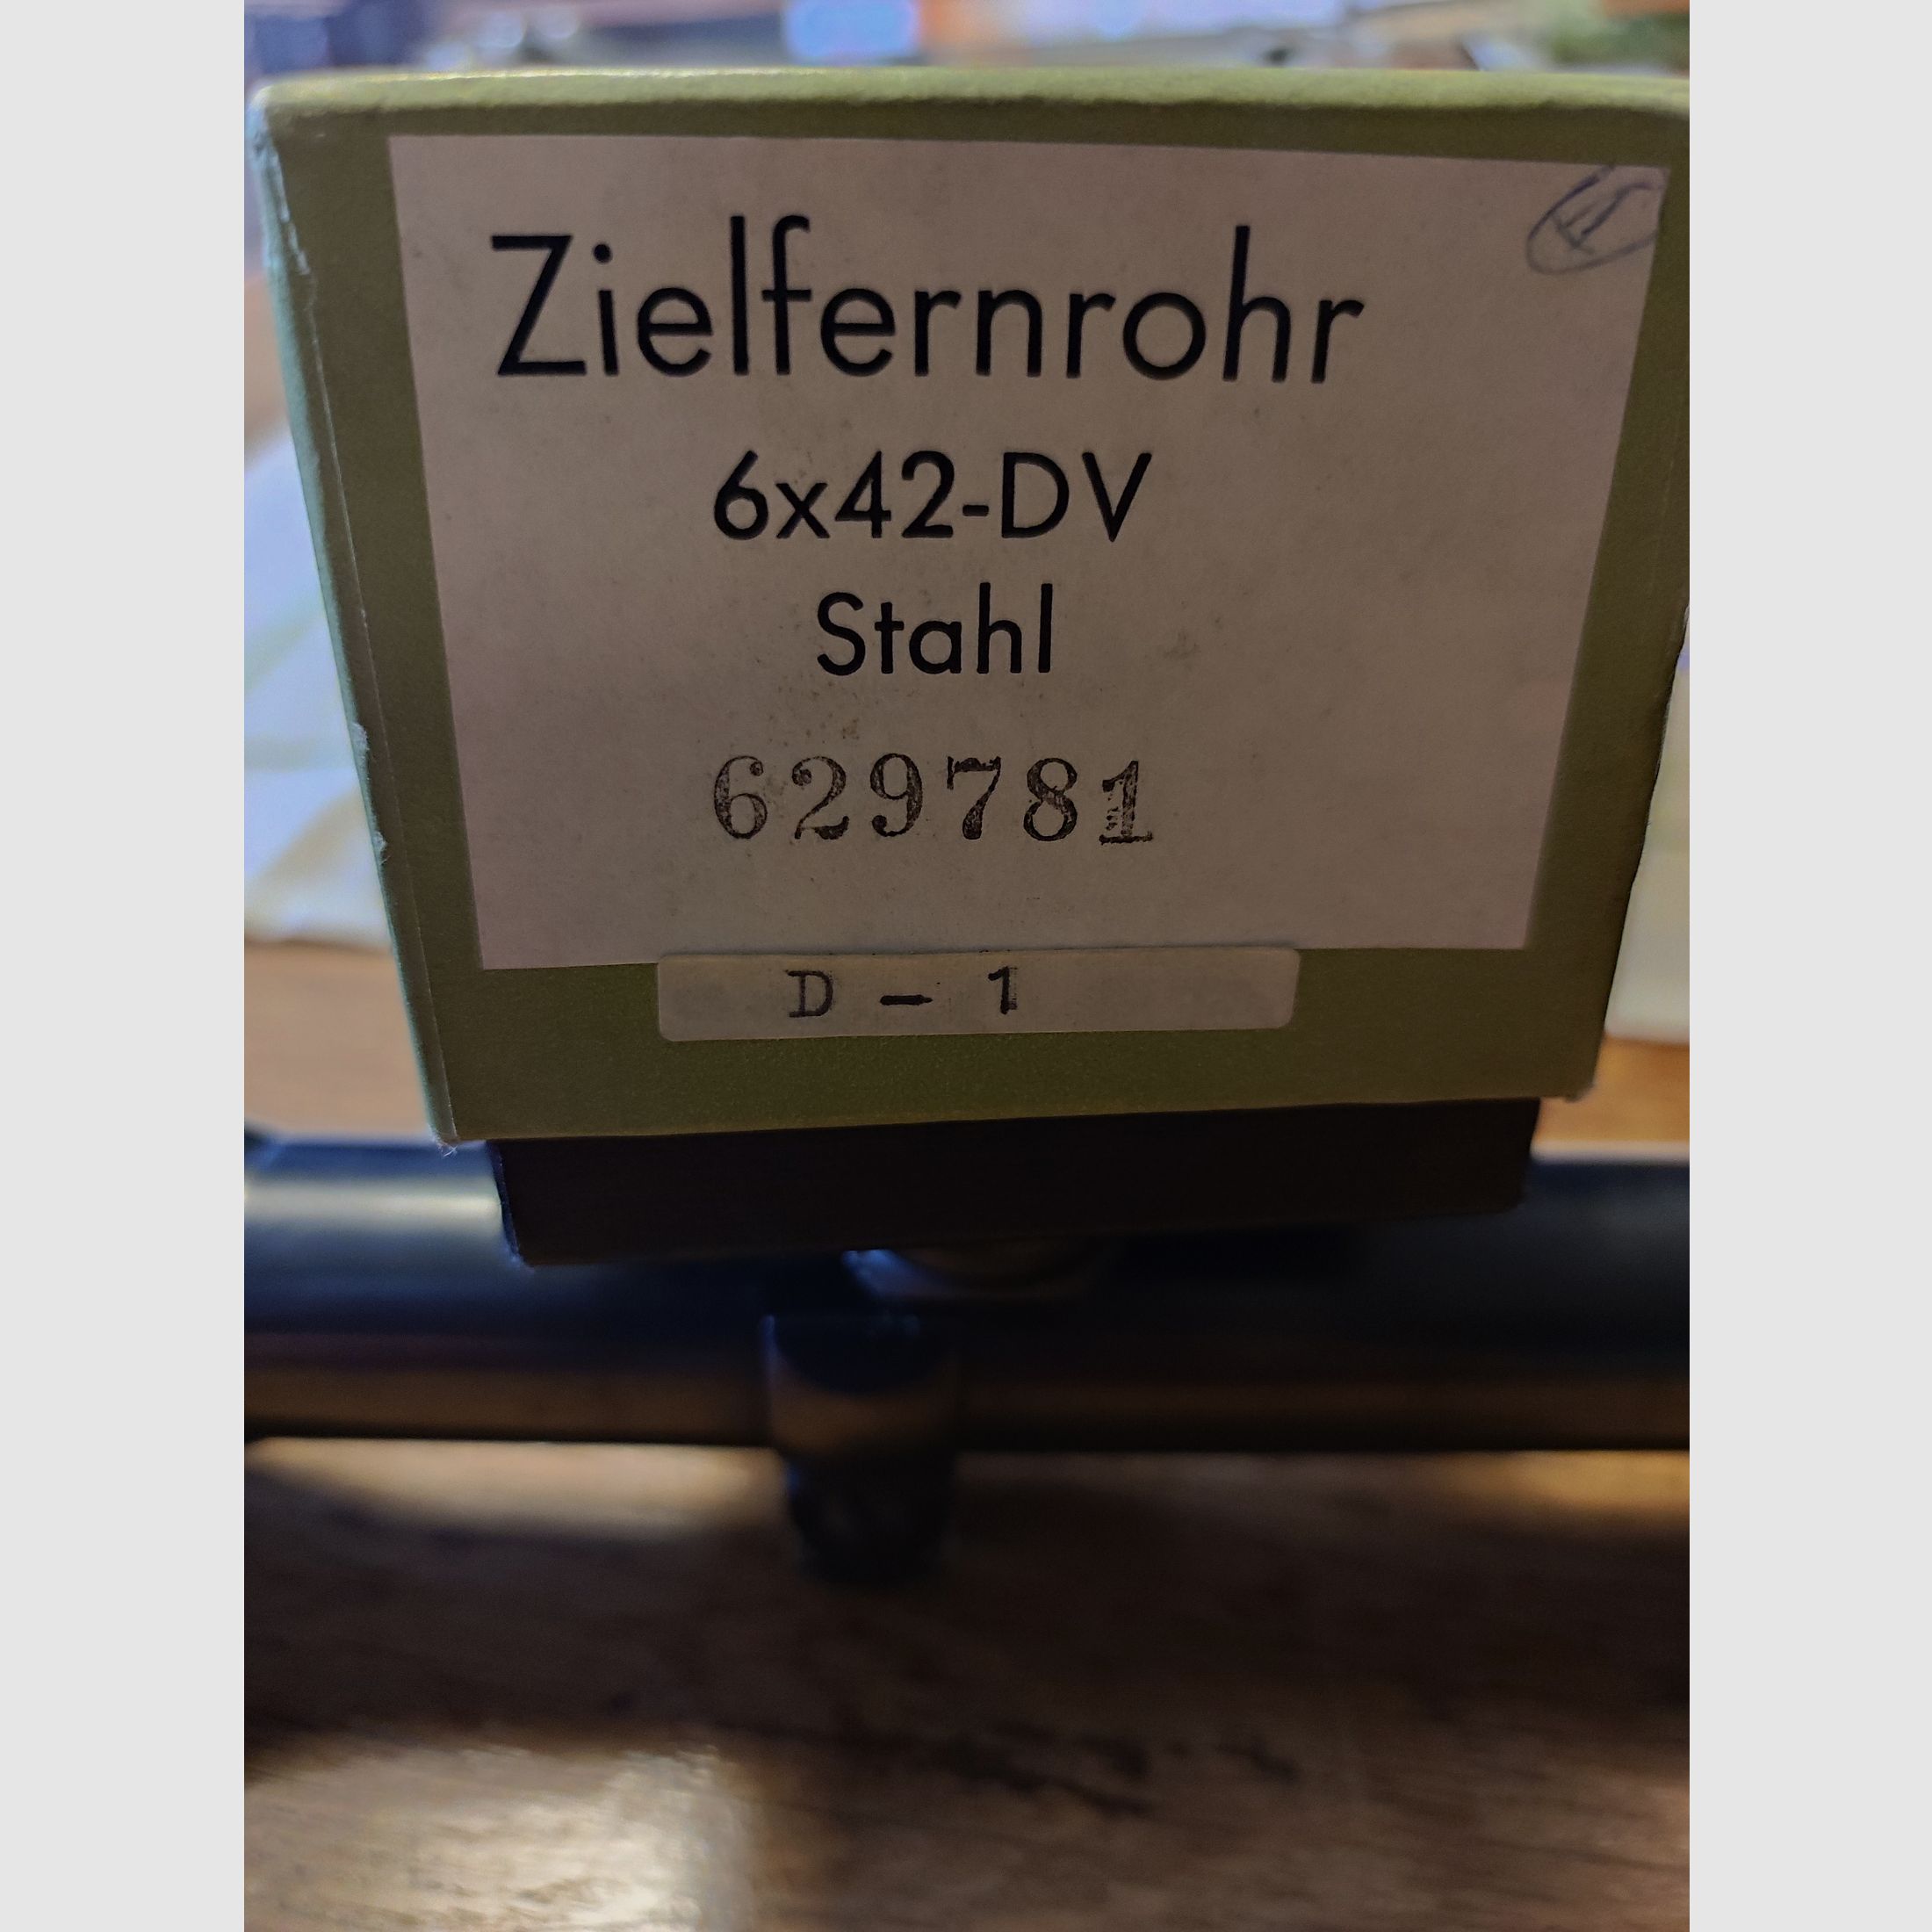 Zielfernrohr
6x42-DV
Stahl
629781
D - 1